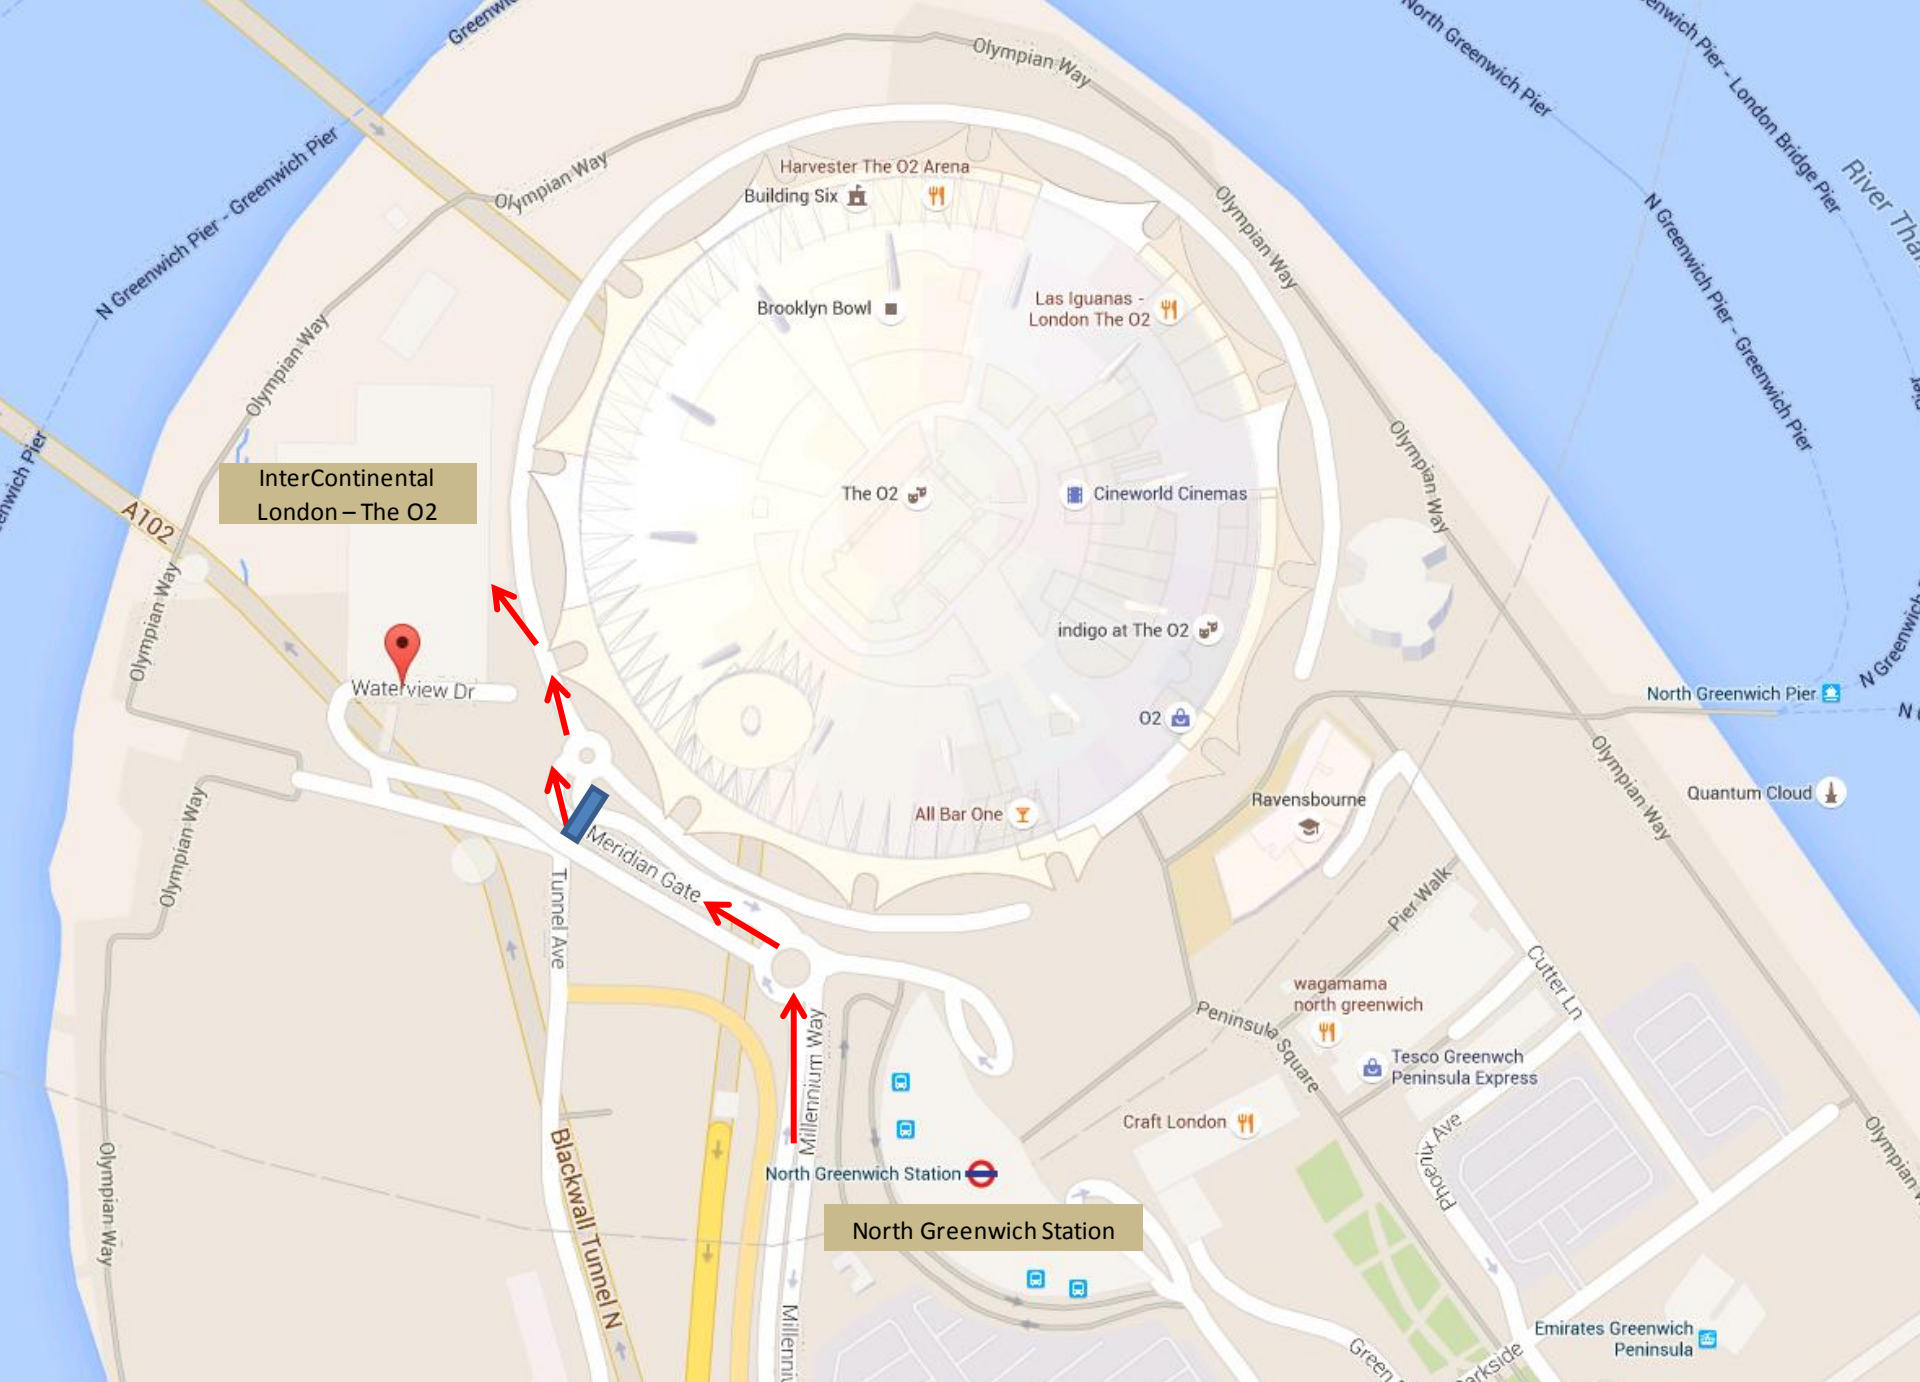 Greenwich
Olympian Way
North Greenwich Pier
Greenwich Pier - London Bridge Pier
River
N Greenwich Pier - Greenwich Pier
Olympian Way
Harvester The O2 Arena
Building Six
Olympian Way
N Greenwich Pier - Greenwich Pier
Brooklyn Bowl
Las Iguanas -
London The O2
Olympian Way
Olympian Way
InterContinental
London – The O2
A102
The O2
Cineworld Cinemas
Olympian Way
Olympian Way
indigo at The O2
Waterview Dr
O2
North Greenwich Pier
N Greenwich
Olympian Way
Quantum Cloud
Ravensbourne
All Bar One
Olympian Way
Meridian Gate
Tunnel Ave
Pier Walk
Cutter Ln
wagamama
north greenwich
Peninsula Square
Tesco Greenwch
Peninsula Express
Millennium Way
Craft London
Phoenix Ave
Olympian
Olympian Way
Blackwall Tunnel N
North Greenwich Station
North Greenwich Station
Emirates Greenwich
Peninsula
Green